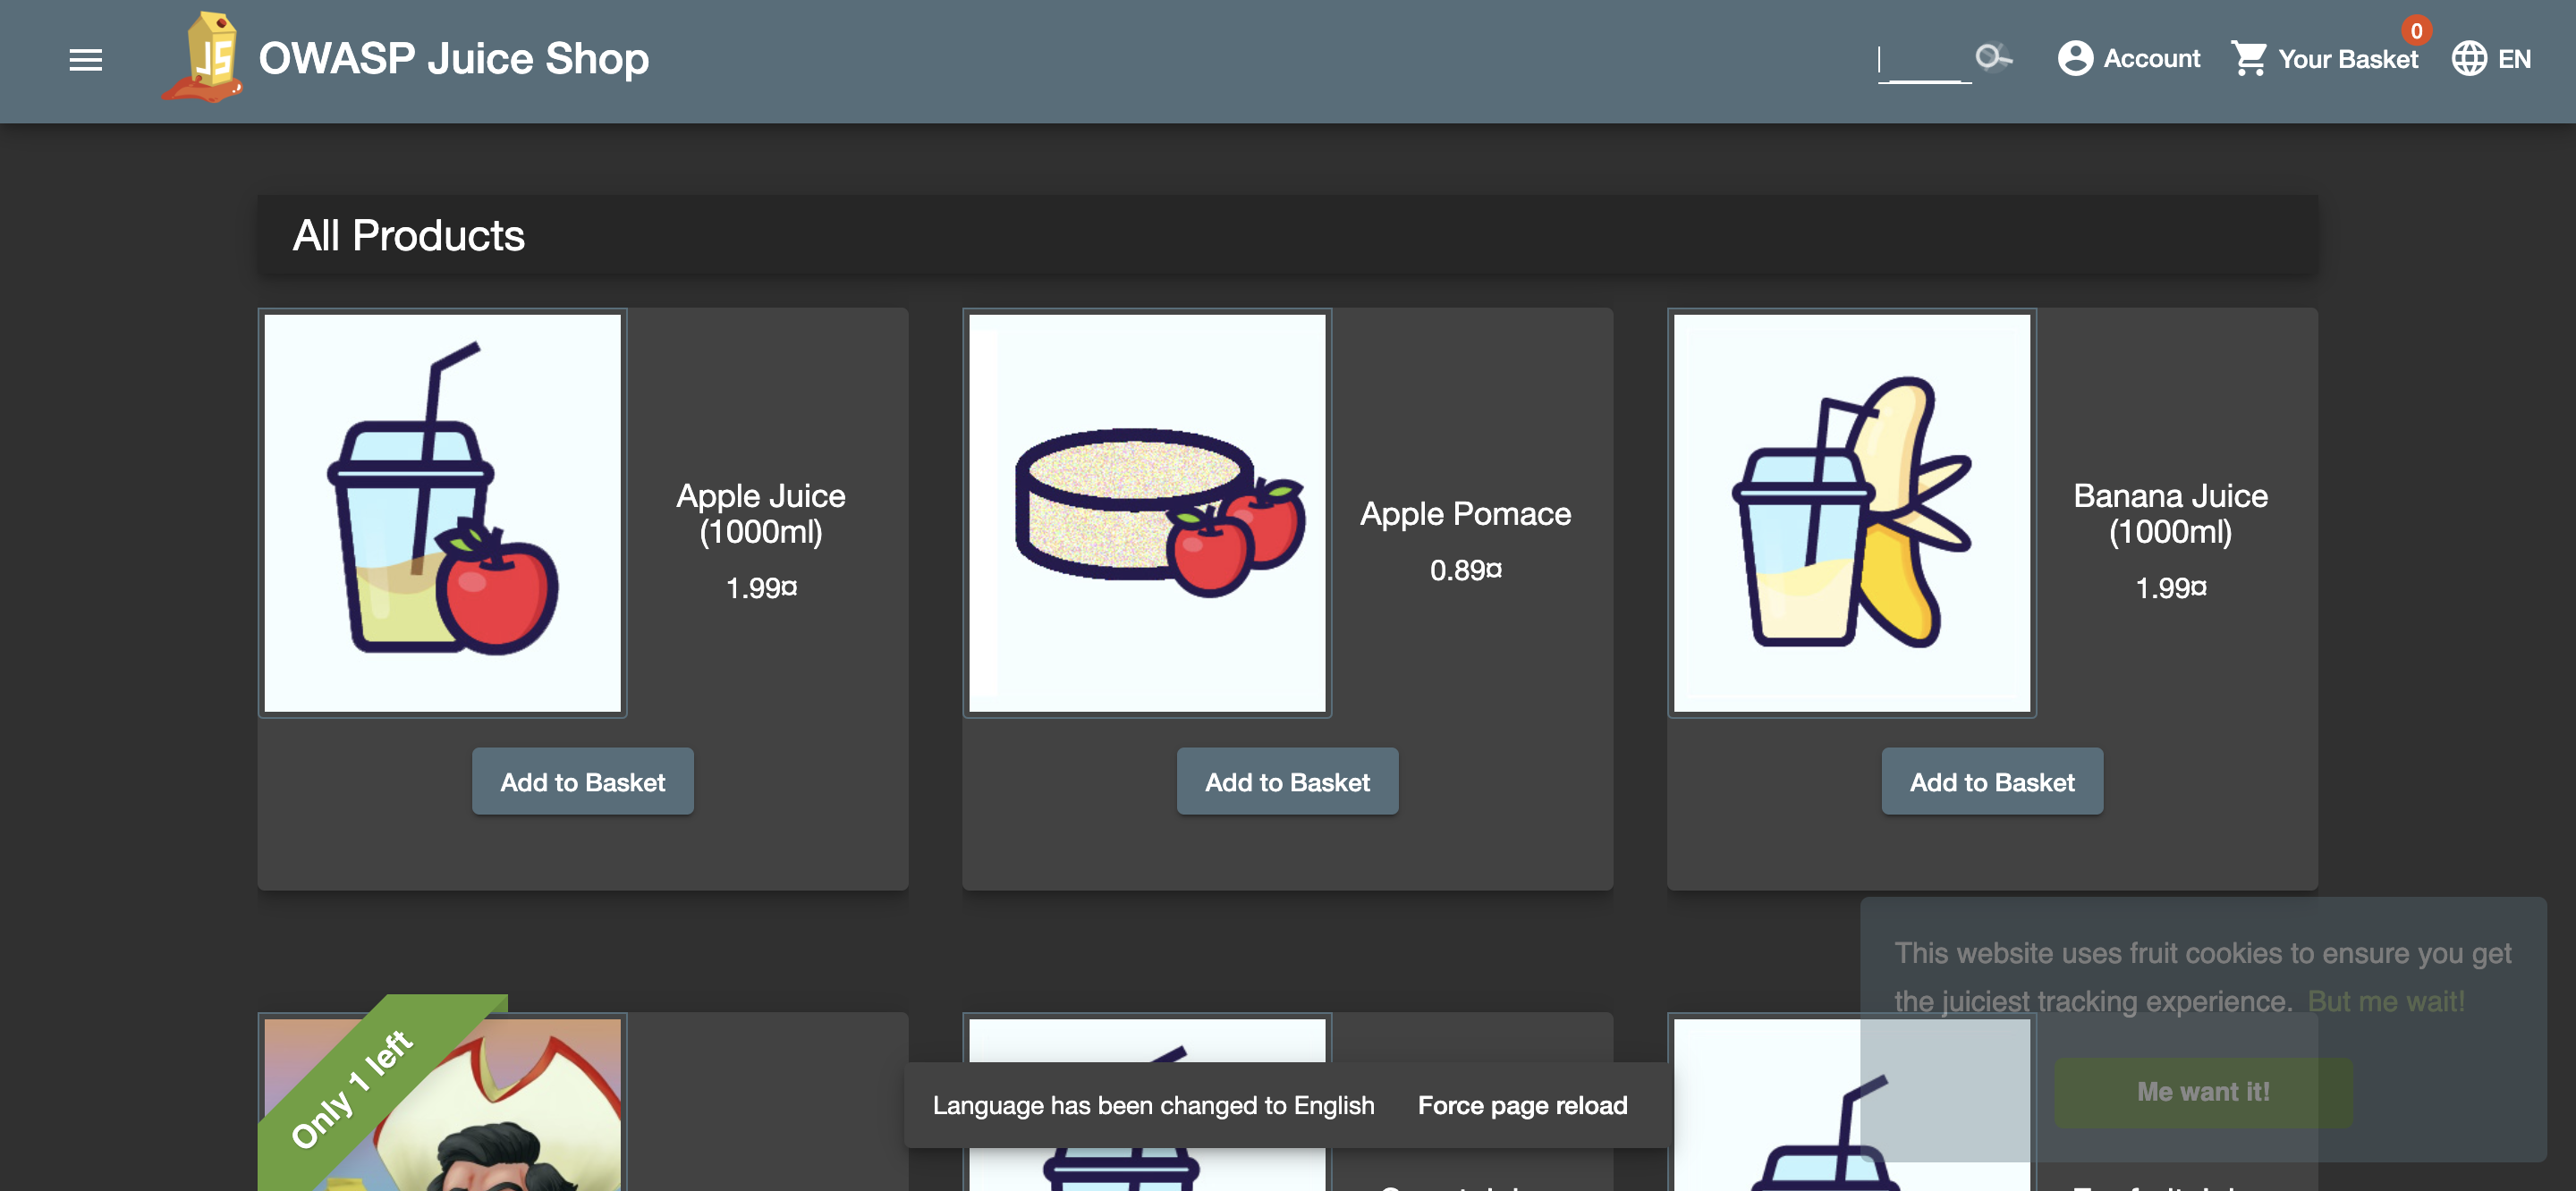 JS
OWASP Juice Shop
Account
Your Basket
0
EN
All Products
Apple Juice
(1000ml)
1.99¤
Add to Basket
Apple Pomace
0.89¤
Add to Basket
Banana Juice
(1000ml)
1.99¤
Add to Basket
Only 1 left
This website uses fruit cookies to ensure you get
the juiciest tracking experience. But me wait!
Me want it!
Language has been changed to English
Force page reload